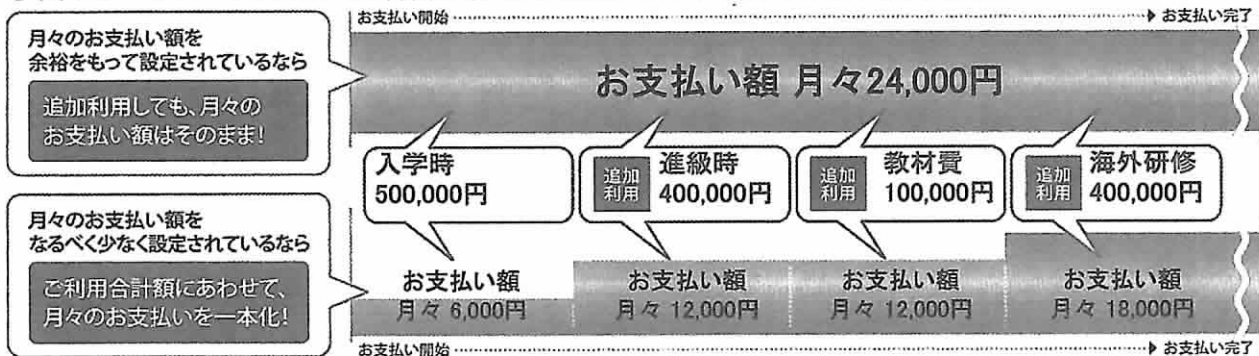 お支払い開始 お支払い完了
月々のお支払い額を
余裕をもって設定されているなら
追加利用しても、月々の
お支払い額はそのまま!
お支払い額 月々24,000円
入学時
500,000円
追加利用
進級時
400,000円
追加利用
教材費
100,000円
追加利用
海外研修
400,000円
月々のお支払い額を
なるべく少なく設定されているなら
ご利用合計額にあわせて、
月々のお支払いを一本化!
お支払い額
月々 6,000円
お支払い額
月々 12,000円
お支払い額
月々 12,000円
お支払い額
月々 18,000円
お支払い開始 お支払い完了